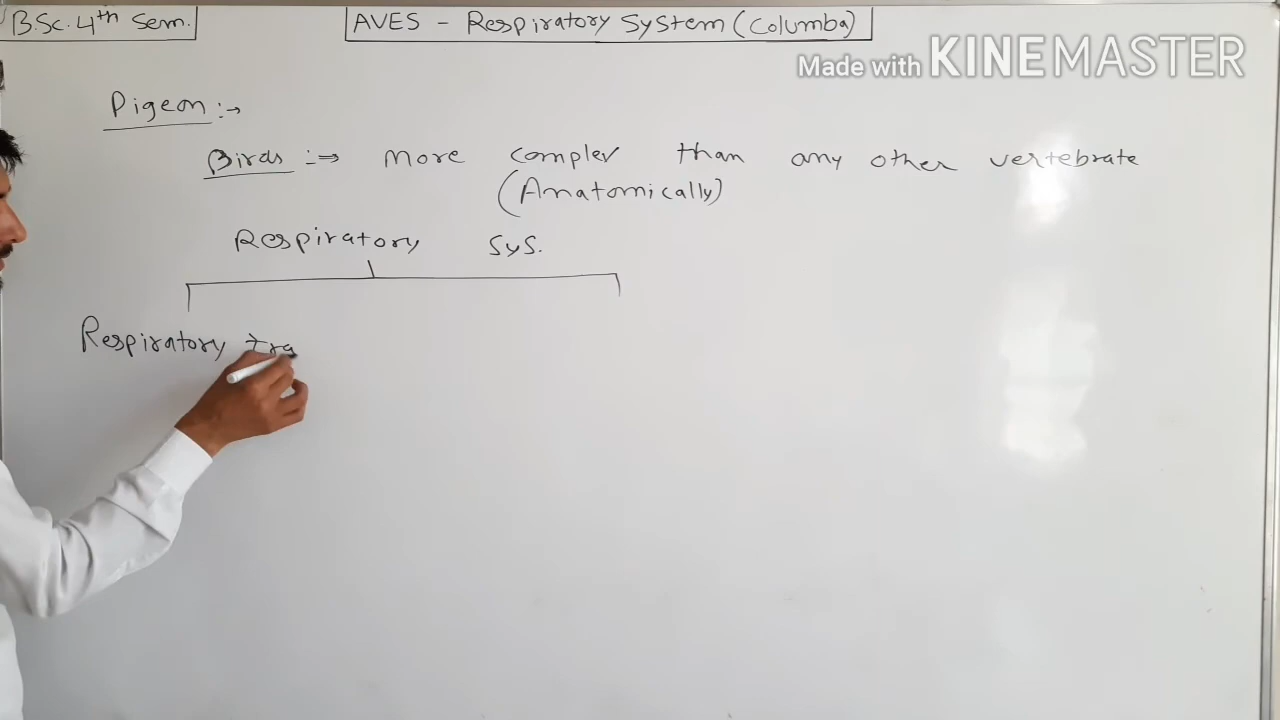 B.Sc. 4th Sem.
AVES - Respiratory System (Columba)
Made with KINEMASTER
Pigeon :→
Birds :⇒ More complex than any other vertebrate
(Anatomically)
Respiratory Sys.
Respiratory tra